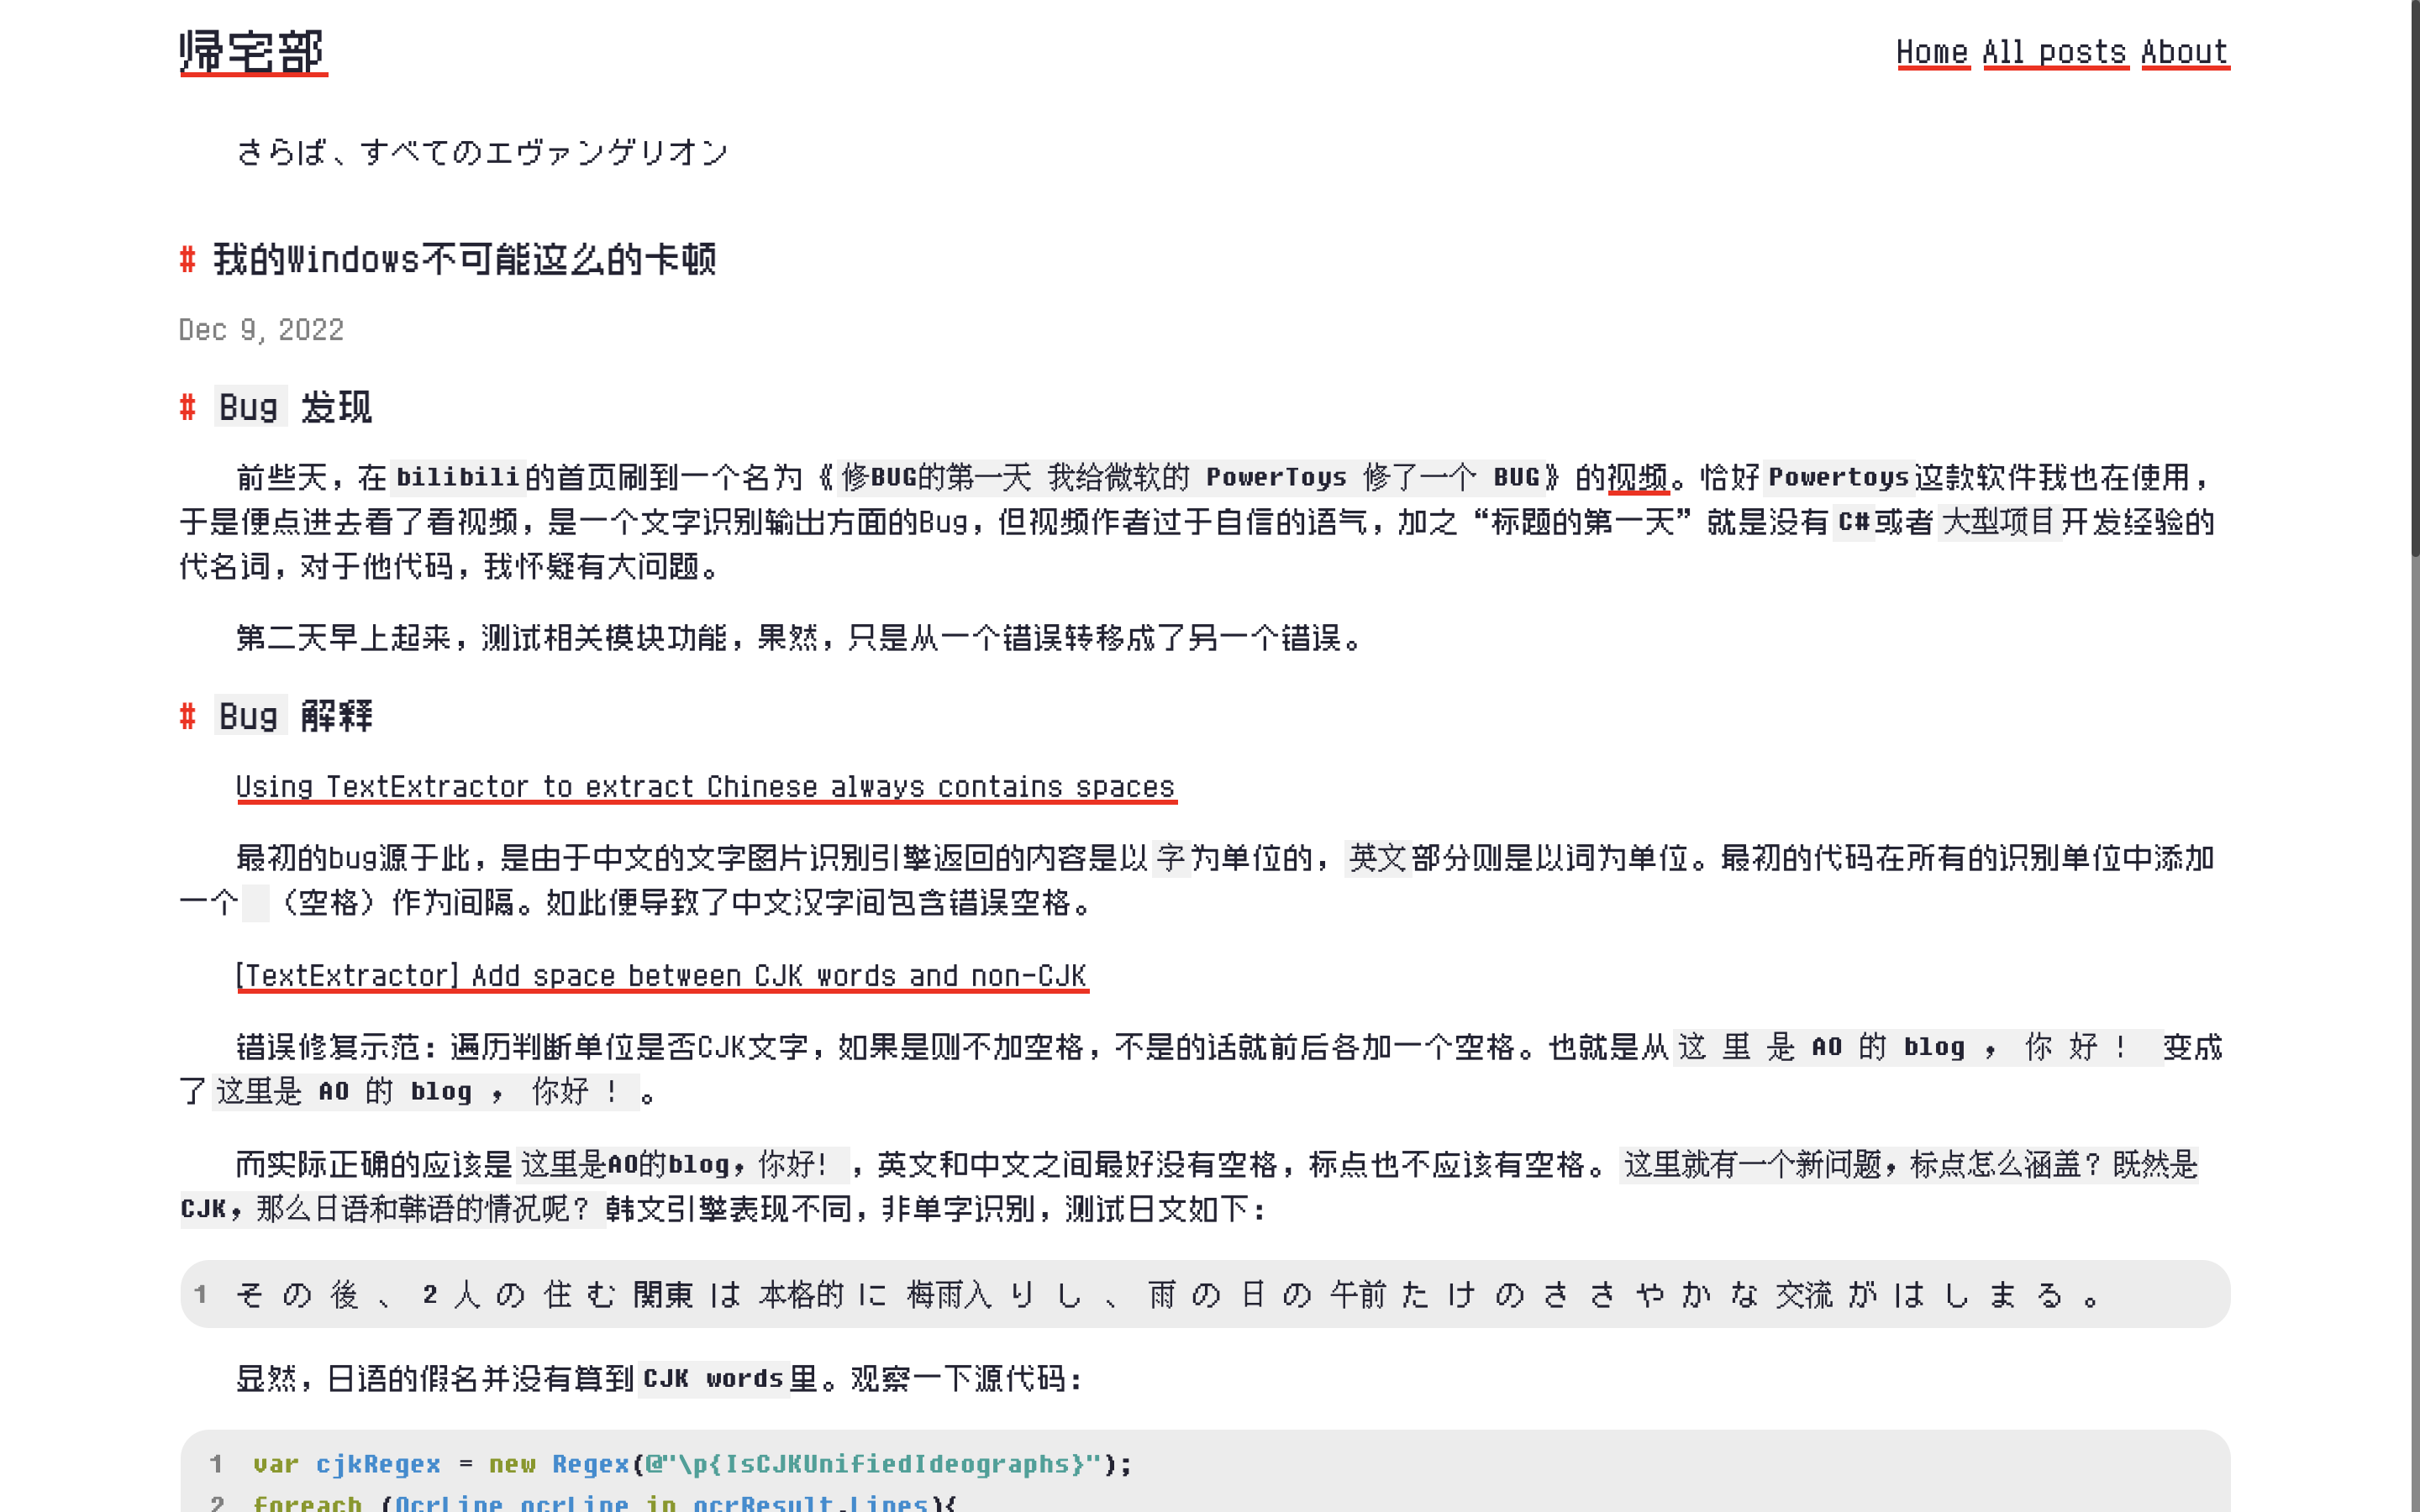 帰宅部
Home All posts About
さらば、すべてのエヴァンゲリオン
# 我的Windows不可能这么的卡顿
Dec 9, 2022
# Bug 发现
前些天，在 bilibili 的首页刷到一个名为《修BUG的第一天 我给微软的 PowerToys 修了一个 BUG》的视频。恰好 Powertoys 这款软件我也在使用，
于是便点进去看了看视频，是一个文字识别输出方面的Bug，但视频作者过于自信的语气，加之“标题的第一天”就是没有 C# 或者 大型项目 开发经验的
代名词，对于他代码，我怀疑有大问题。
第二天早上起来，测试相关模块功能，果然，只是从一个错误转移成了另一个错误。
# Bug 解释
Using TextExtractor to extract Chinese always contains spaces
最初的bug源于此，是由于中文的文字图片识别引擎返回的内容是以 字 为单位的， 英文 部分则是以词为单位。最初的代码在所有的识别单位中添加
一个 （空格）作为间隔。如此便导致了中文汉字间包含错误空格。
[TextExtractor] Add space between CJK words and non-CJK
错误修复示范：遍历判断单位是否CJK文字，如果是则不加空格，不是的话就前后各加一个空格。也就是从 这 里 是 AO 的 blog ， 你 好 ！ 变成
了 这里是 AO 的 blog ， 你好 ！ 。
而实际正确的应该是 这里是AO的blog，你好！ ，英文和中文之间最好没有空格，标点也不应该有空格。 这里就有一个新问题，标点怎么涵盖？既然是
CJK，那么日语和韩语的情况呢？ 韩文引擎表现不同，非单字识别，测试日文如下：
1 そ の 後 、 2 人 の 住 む 関東 は 本格的 に 梅雨入 り し 、 雨 の 日 の 午前 た け の さ さ や か な 交流 が は し ま る 。
显然，日语的假名并没有算到 CJK words 里。观察一下源代码：
1 var cjkRegex = new Regex(@"\p{IsCJKUnifiedIdeographs}");
2 foreach (OcrLine ocrLine in ocrResult.Lines){